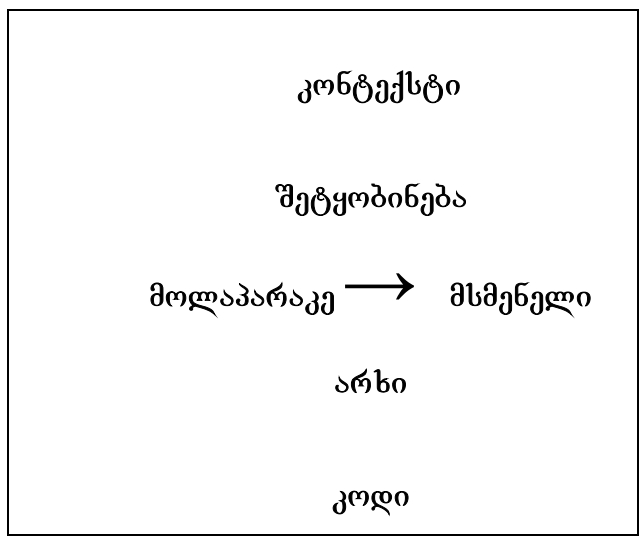 კონტექსტი
შეტყობინება
მოლაპარაკე → მსმენელი
არხი
კოდი